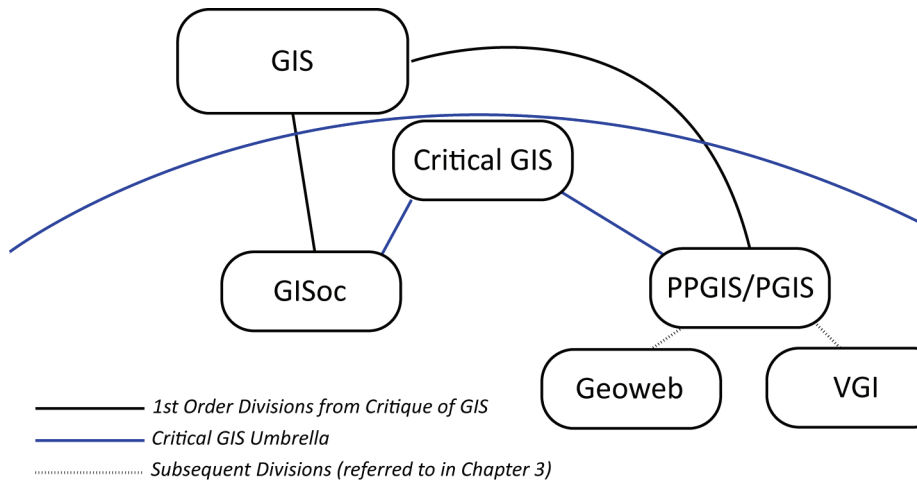 GIS
Critical GIS
GISoc
PPGIS/PGIS
Geoweb
VGI
1st Order Divisions from Critique of GIS
Critical GIS Umbrella
Subsequent Divisions (referred to in Chapter 3)